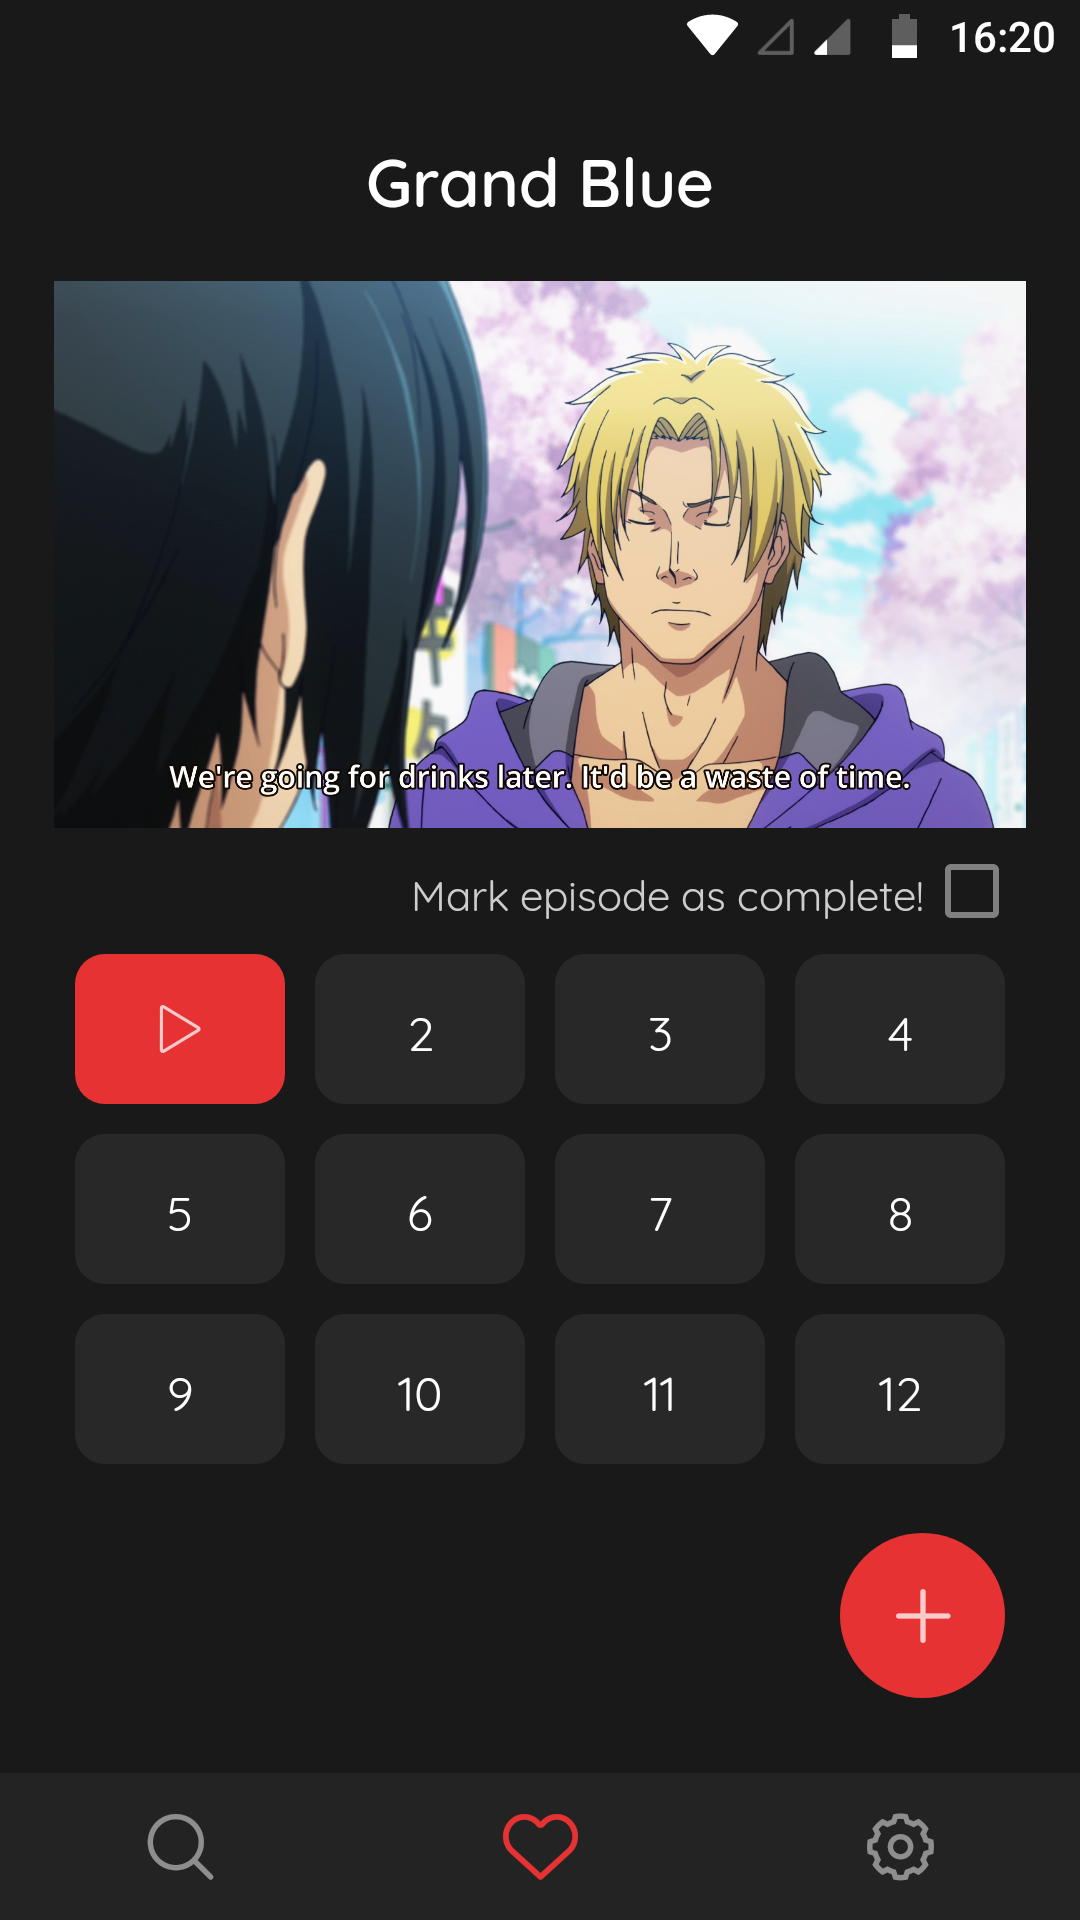 16:20
Grand Blue
We're going for drinks later. It'd be a waste of time.
Mark episode as complete!
2 3 4
5 6 7 8
9 10 11 12